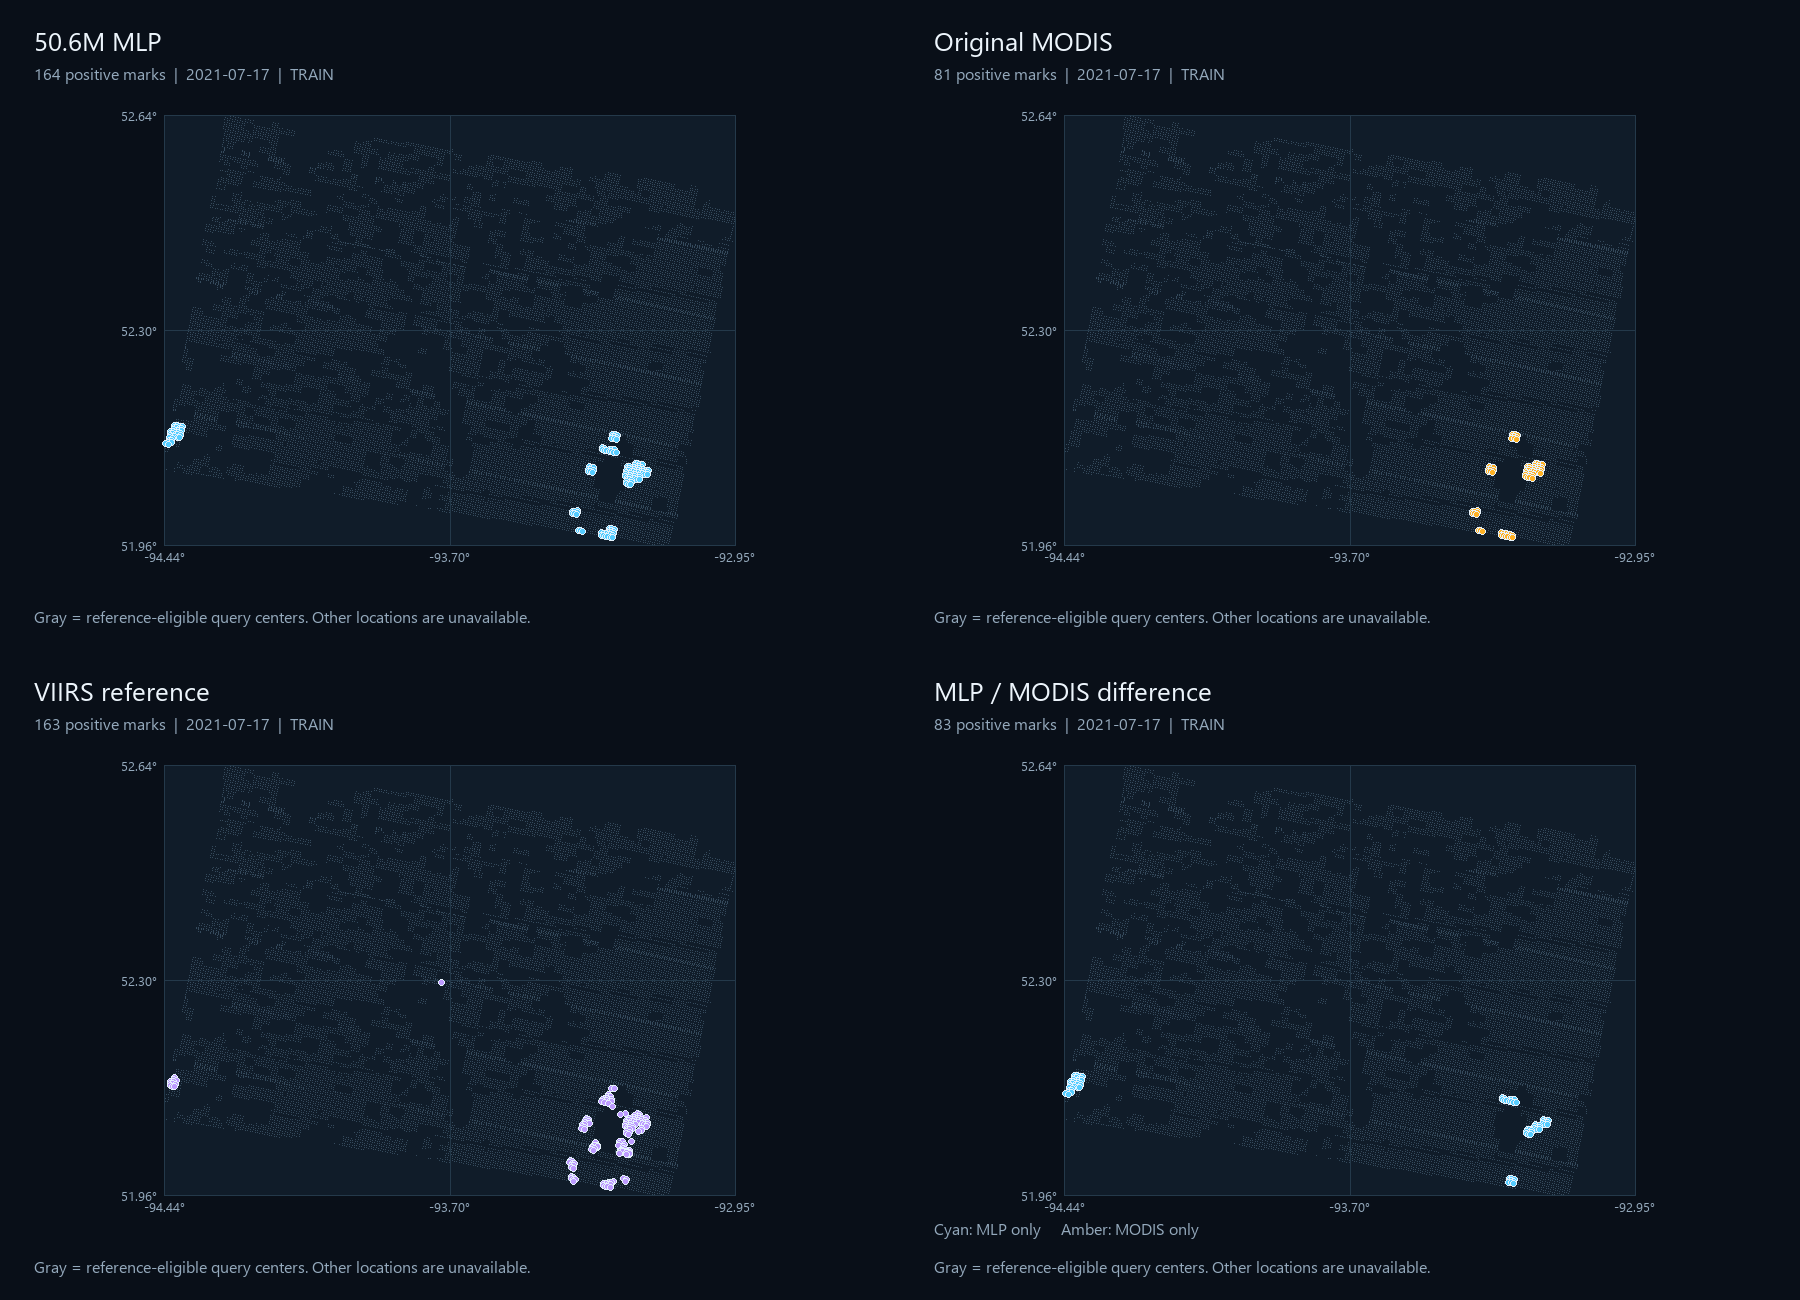 50.6M MLP
164 positive marks | 2021-07-17 | TRAIN
52.64°
52.30°
51.96°
-94.44°
-93.70°
-92.95°
Gray = reference-eligible query centers. Other locations are unavailable.
Original MODIS
81 positive marks | 2021-07-17 | TRAIN
52.64°
52.30°
51.96°
-94.44°
-93.70°
-92.95°
Gray = reference-eligible query centers. Other locations are unavailable.
VIIRS reference
163 positive marks | 2021-07-17 | TRAIN
52.64°
52.30°
51.96°
-94.44°
-93.70°
-92.95°
Gray = reference-eligible query centers. Other locations are unavailable.
MLP / MODIS difference
83 positive marks | 2021-07-17 | TRAIN
52.64°
52.30°
51.96°
-94.44°
-93.70°
-92.95°
Cyan: MLP only Amber: MODIS only
Gray = reference-eligible query centers. Other locations are unavailable.